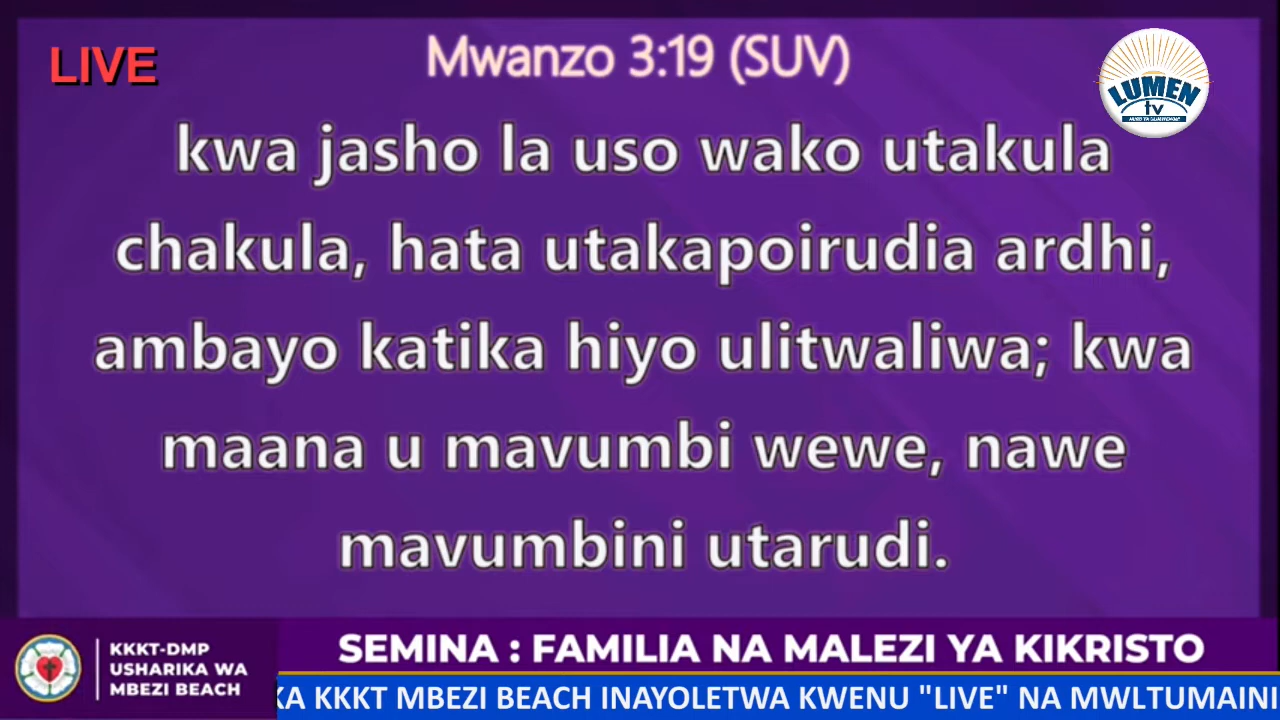 LIVE
Mwanzo 3:19 (SUV)
LUMEN
tv
kwa jasho la uso wako utakula
chakula, hata utakapoirudia ardhi,
ambayo katika hiyo ulitwaliwa; kwa
maana u mavumbi wewe, nawe
mavumbini utarudi.
KKKT-DMP
USHARIKA WA
MBEZI BEACH
SEMINA : FAMILIA NA MALEZI YA KIKRISTO
KA KKKT MBEZI BEACH INAYOLETWA KWENU "LIVE" NA MWLTUMAINI